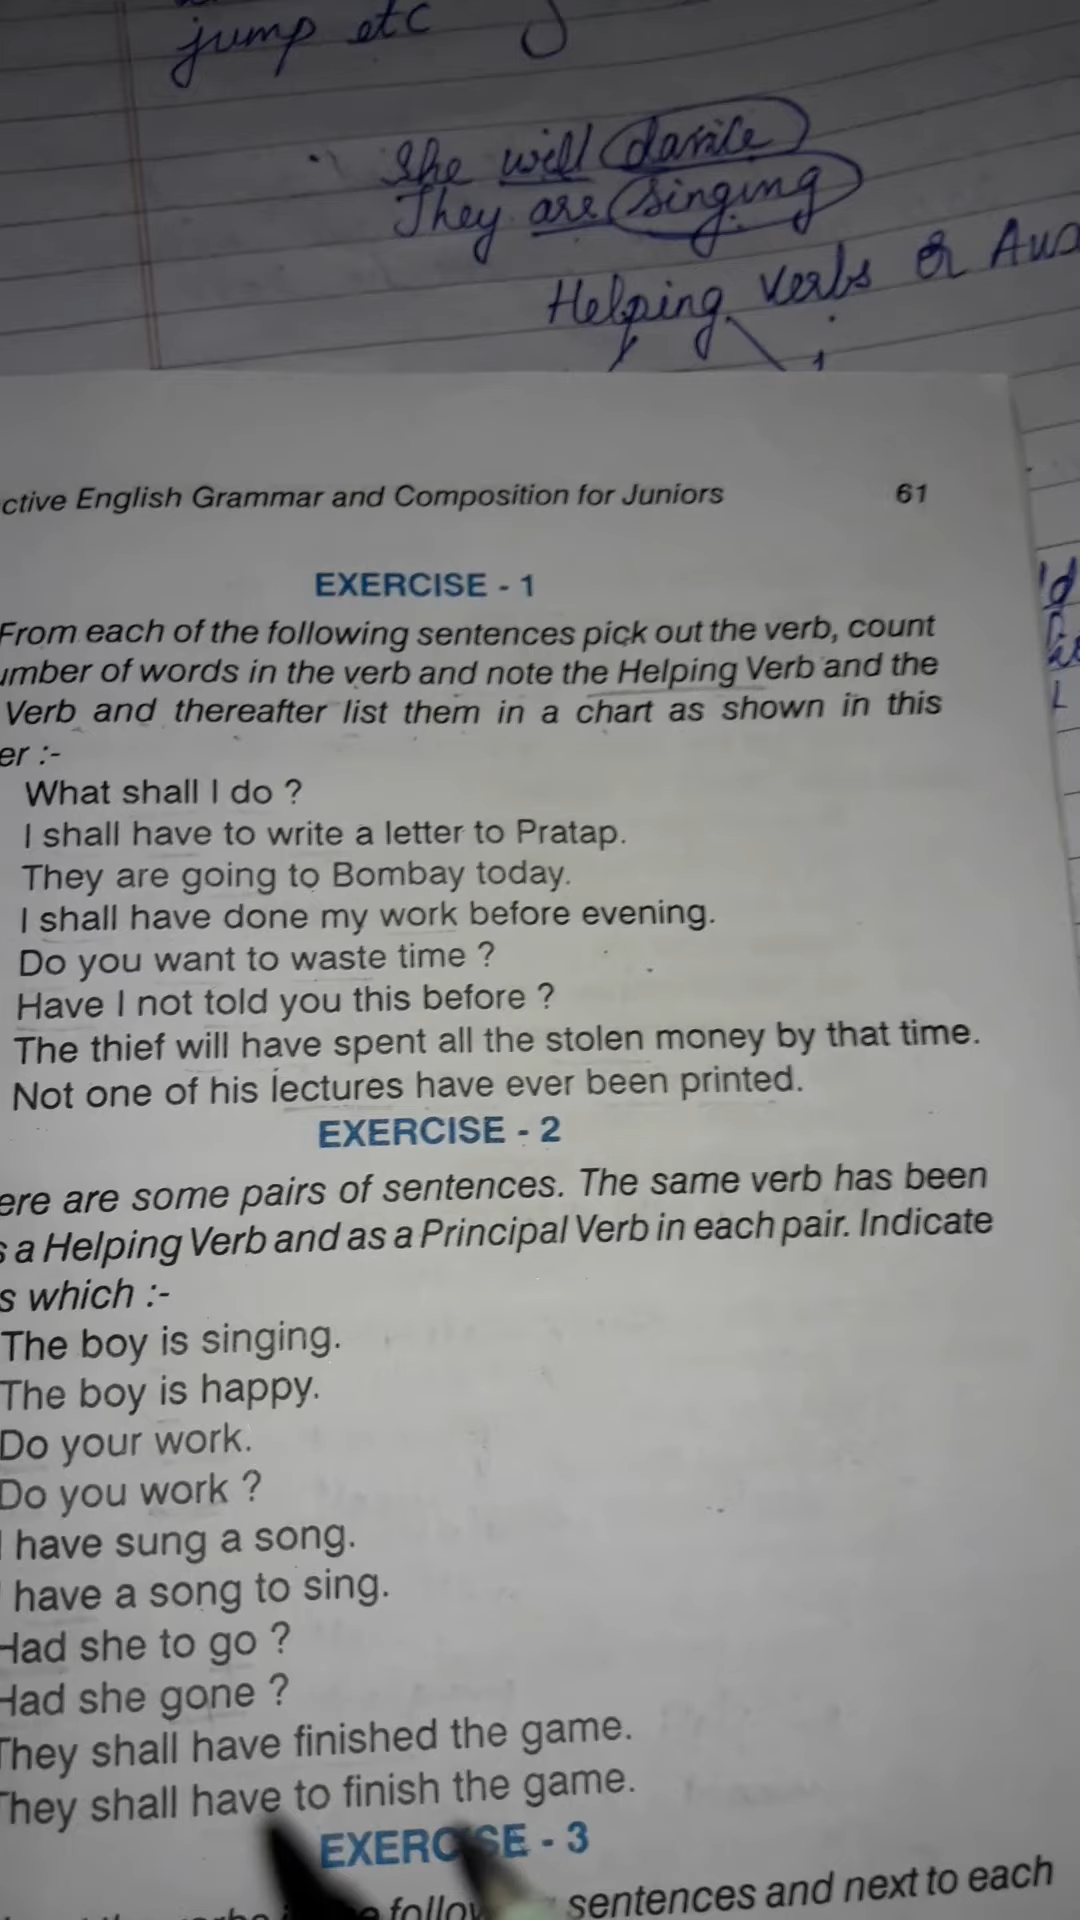 jump etc
She will dance
They are singing
Helping verbs or Aux
ctive English Grammar and Composition for Juniors 61
EXERCISE - 1
From each of the following sentences pick out the verb, count
umber of words in the verb and note the Helping Verb and the
Verb and thereafter list them in a chart as shown in this
er :-
What shall I do ?
I shall have to write a letter to Pratap.
They are going to Bombay today.
I shall have done my work before evening.
Do you want to waste time ?
Have I not told you this before ?
The thief will have spent all the stolen money by that time.
Not one of his lectures have ever been printed.
EXERCISE - 2
ere are some pairs of sentences. The same verb has been
s a Helping Verb and as a Principal Verb in each pair. Indicate
s which :-
The boy is singing.
The boy is happy.
Do your work.
Do you work ?
I have sung a song.
I have a song to sing.
Had she to go ?
Had she gone ?
They shall have finished the game.
They shall have to finish the game.
EXERCISE - 3
follow sentences and next to each